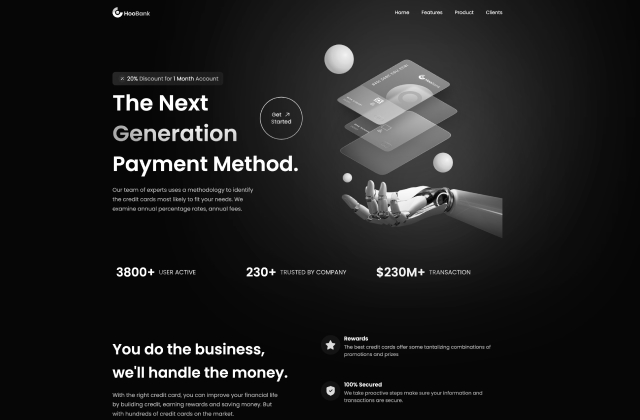 HooBank
Home Features Product Clients
20% Discount for 1 Month Account
The Next
Generation
Payment Method.
Get
Started
Our team of experts uses a methodology to identify
the credit cards most likely to fit your needs. We
examine annual percentage rates, annual fees.
3800+ USER ACTIVE
230+ TRUSTED BY COMPANY
$230M+ TRANSACTION
You do the business,
we'll handle the money.
With the right credit card, you can improve your financial life
by building credit, earning rewards and saving money. But
with hundreds of credit cards on the market.
Rewards
The best credit cards offer some tantalizing combinations of
promotions and prizes
100% Secured
We take proactive steps make sure your information and
transactions are secure.